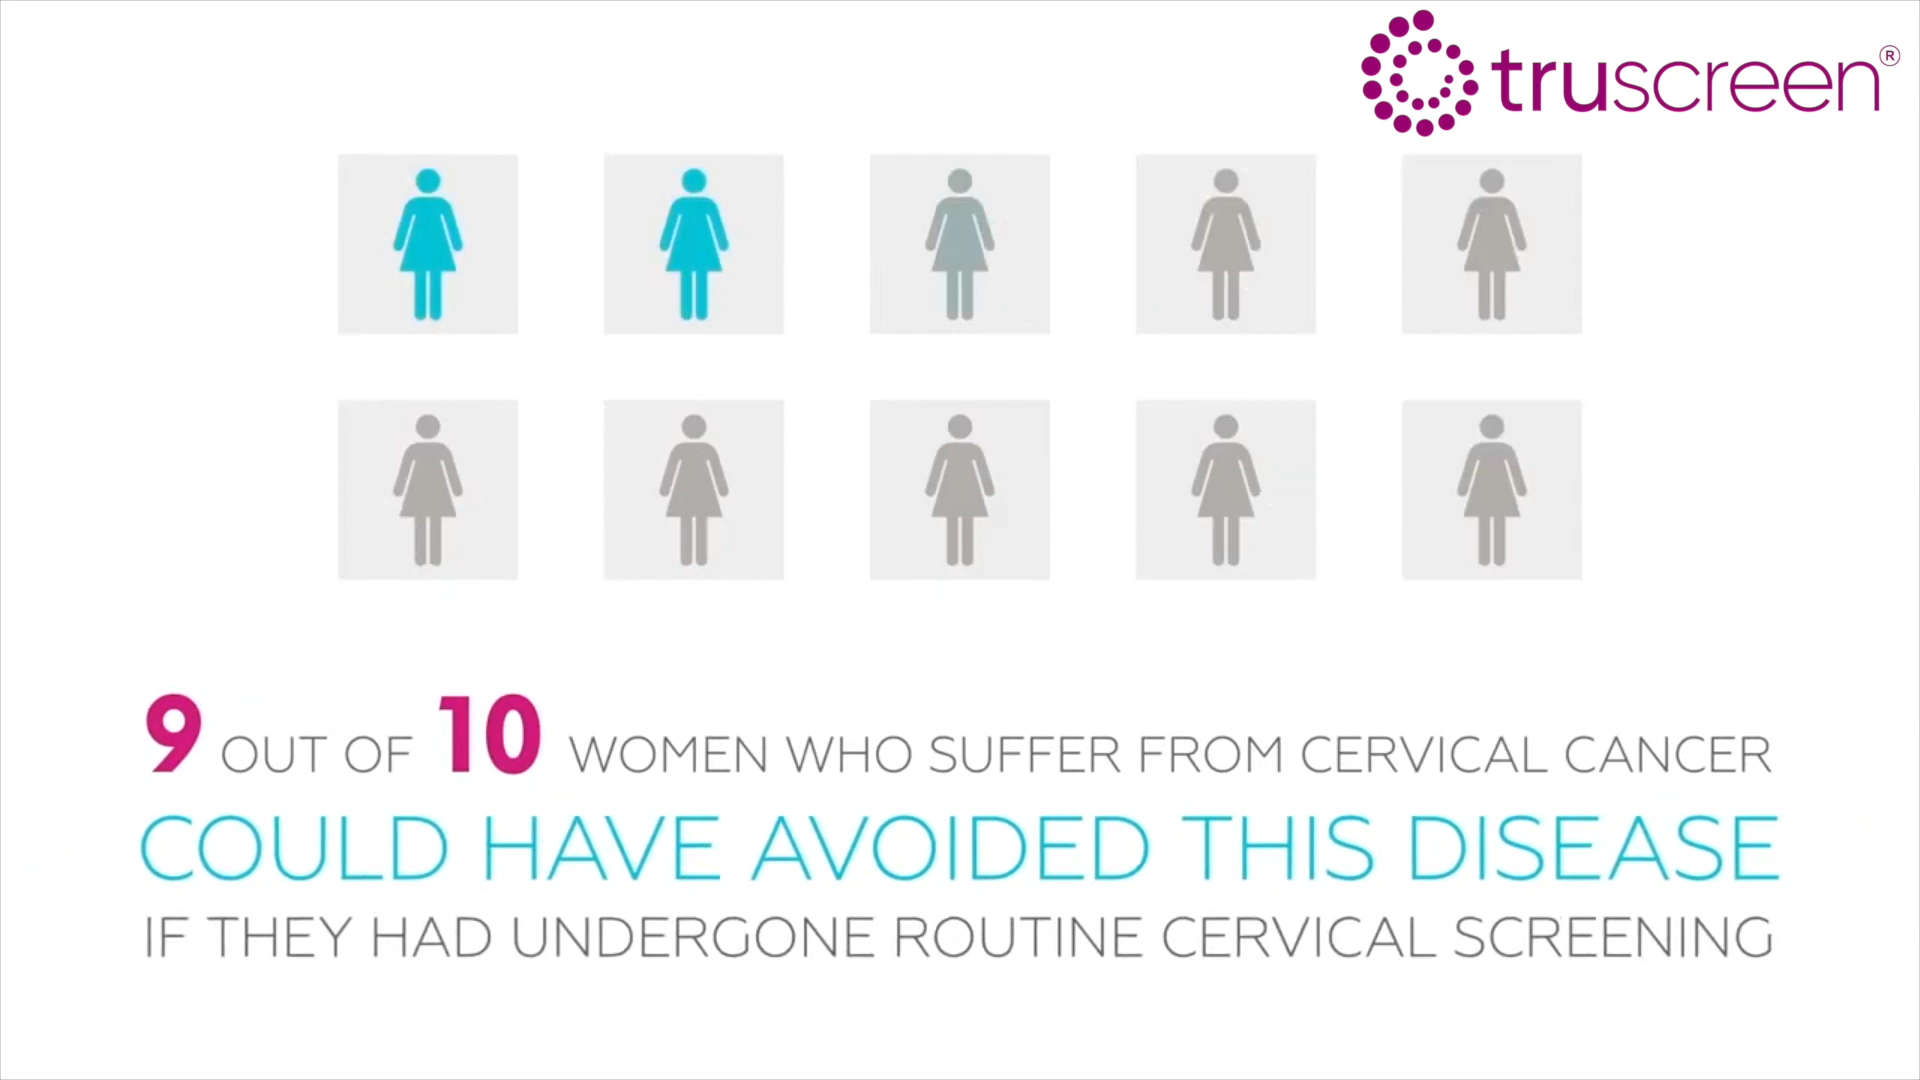 truscreen®
9 OUT OF 10 WOMEN WHO SUFFER FROM CERVICAL CANCER
COULD HAVE AVOIDED THIS DISEASE
IF THEY HAD UNDERGONE ROUTINE CERVICAL SCREENING